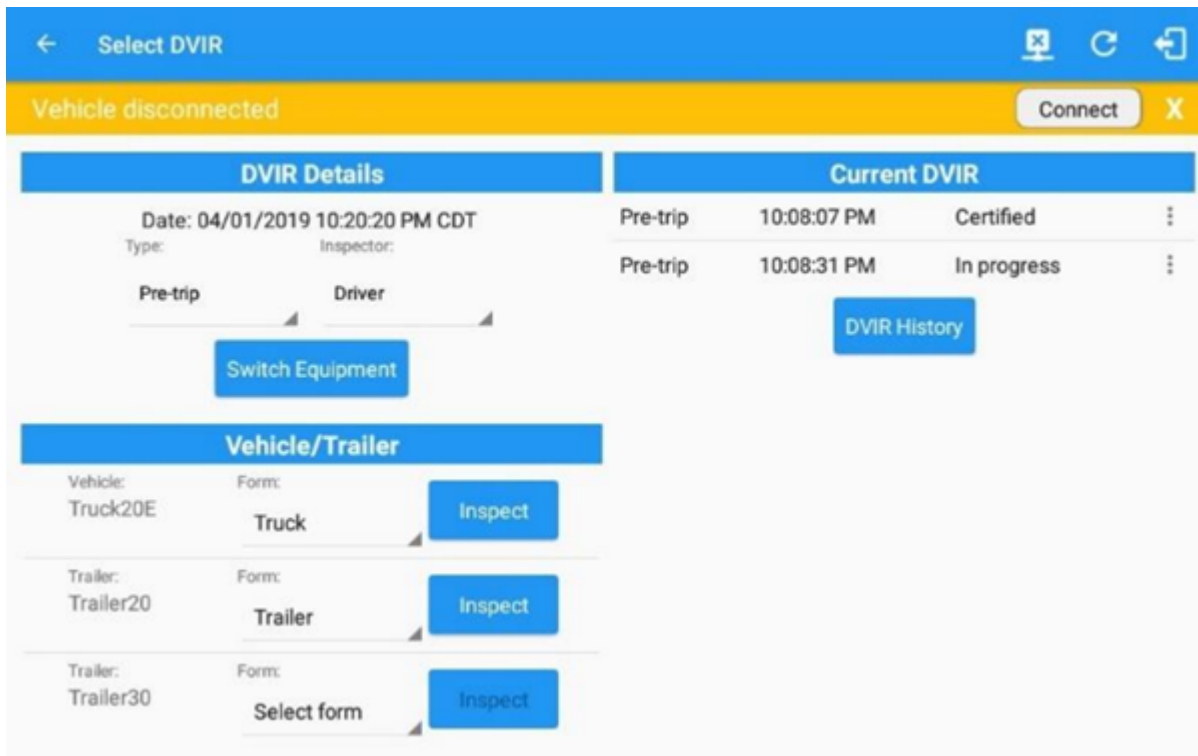 Select DVIR
Vehicle disconnected Connect X
DVIR Details
Date: 04/01/2019 10:20:20 PM CDT
Type: Inspector:
Pre-trip Driver
Switch Equipment
Vehicle/Trailer
Vehicle: Form:
Truck20E Truck Inspect
Trailer: Form:
Trailer20 Trailer Inspect
Trailer: Form:
Trailer30 Select form Inspect
Current DVIR
Pre-trip 10:08:07 PM Certified
Pre-trip 10:08:31 PM In progress
DVIR History